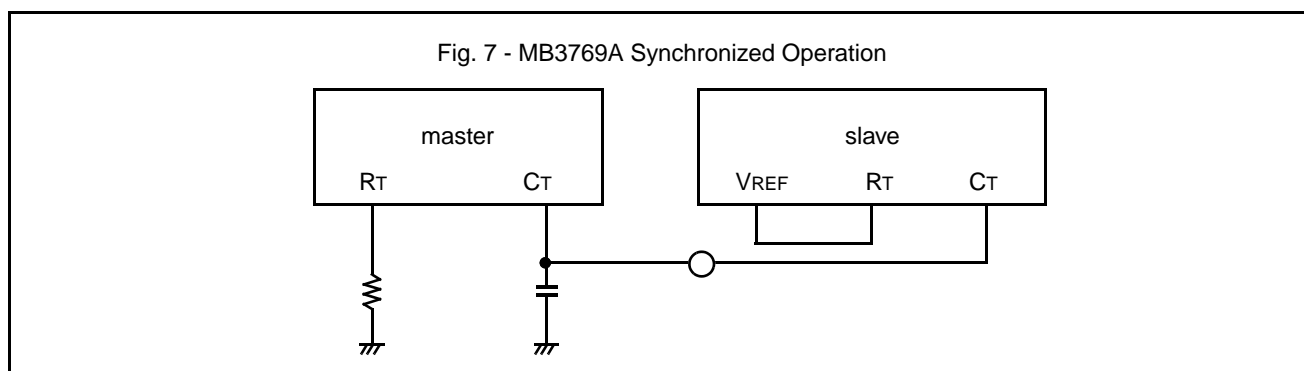 Fig. 7 - MB3769A Synchronized Operation
master
slave
RT
CT
VREF
RT
CT